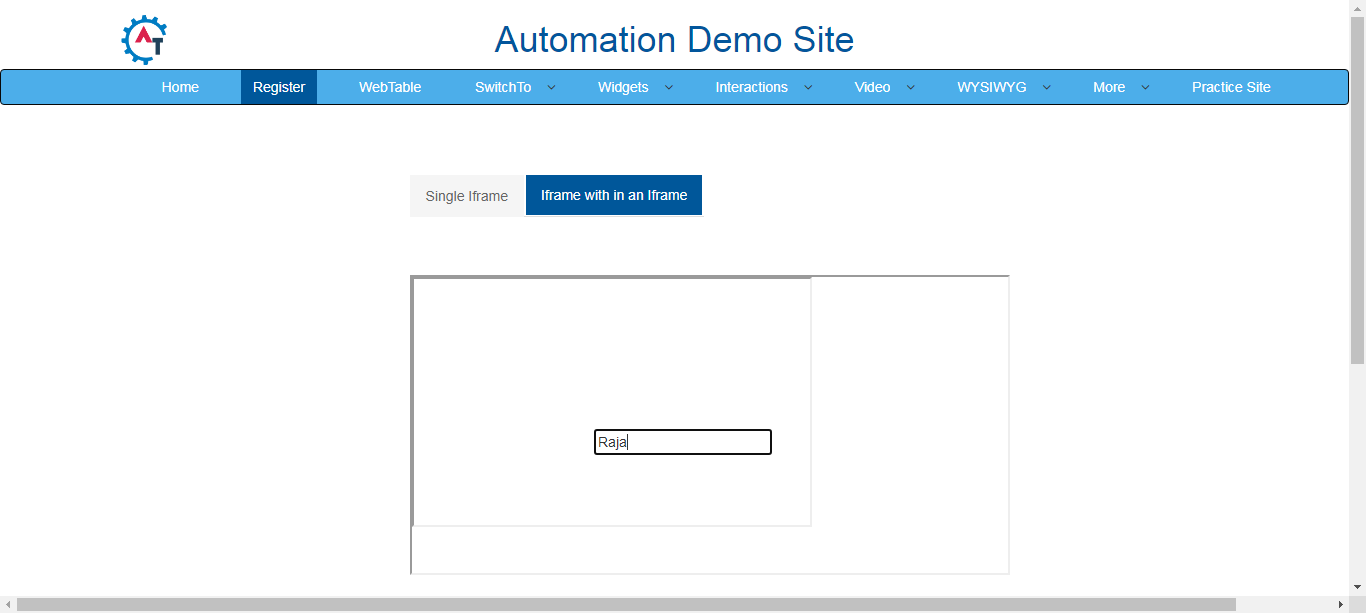 AT
Automation Demo Site
Home Register WebTable SwitchTo Widgets Interactions Video WYSIWYG More Practice Site
Single Iframe Iframe with in an Iframe
Raja